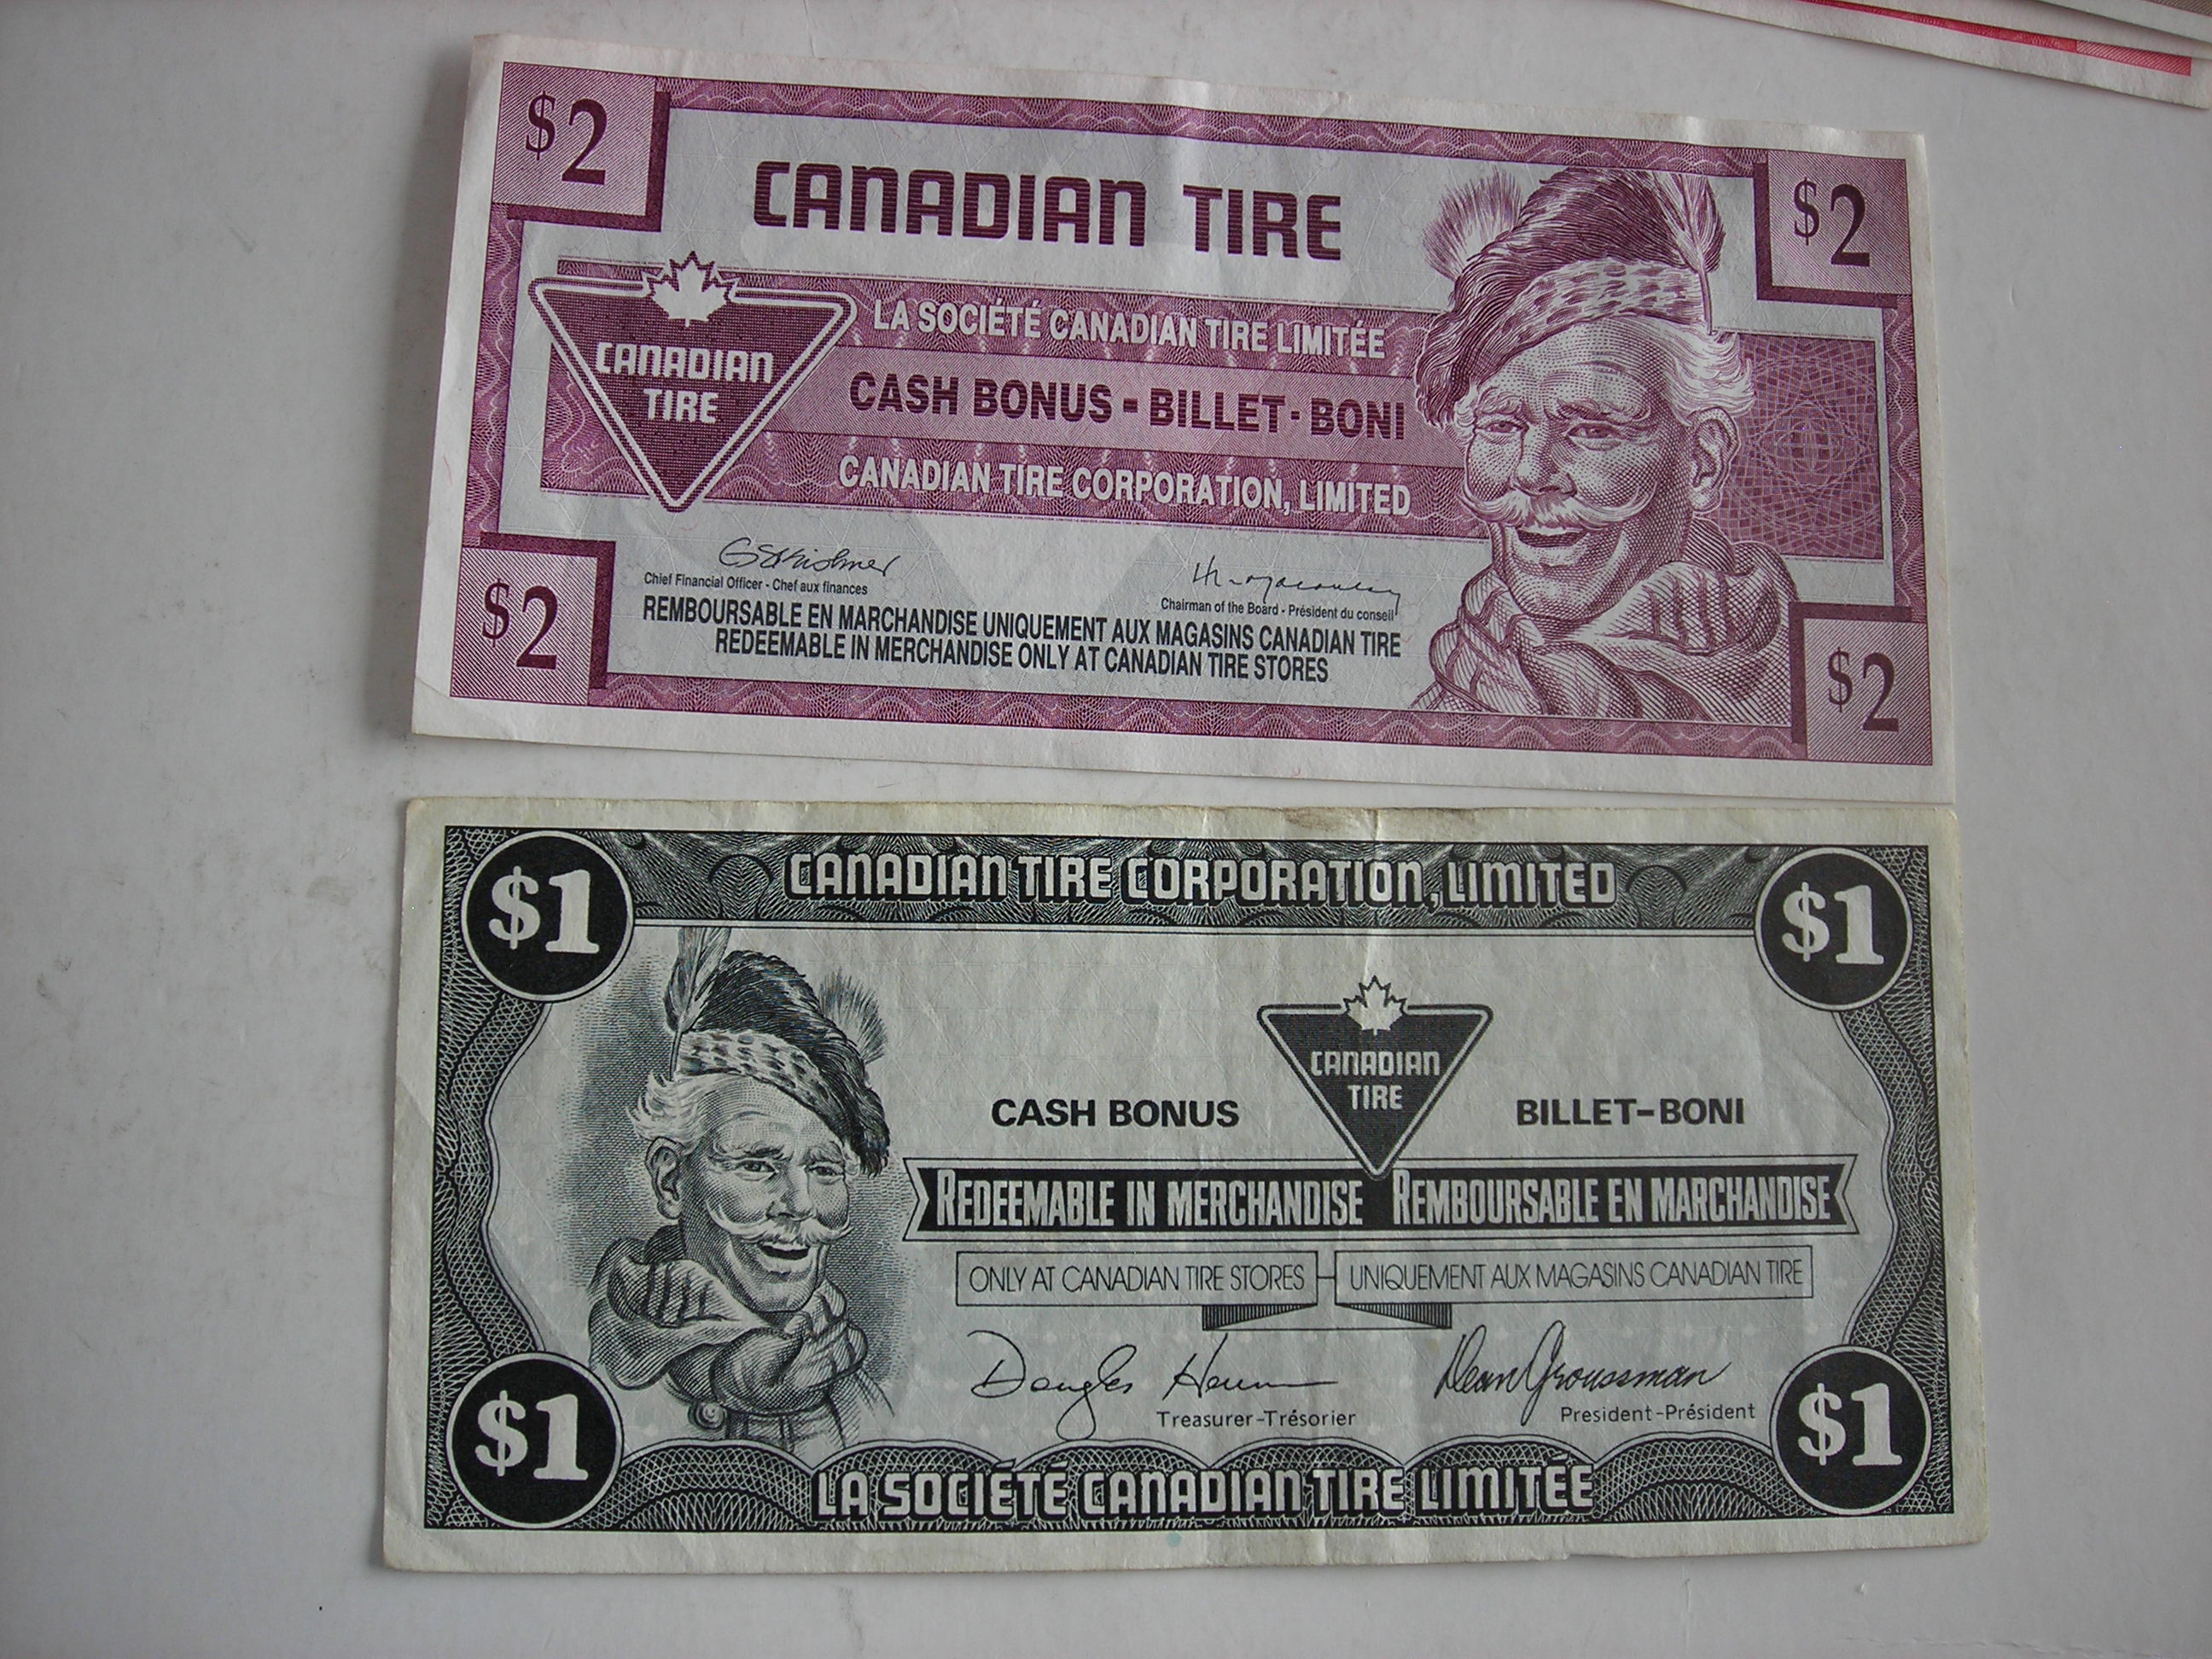 $2
$2
CANADIAN TIRE
CANADIAN
TIRE
LA SOCIÉTÉ CANADIAN TIRE LIMITÉE
CASH BONUS - BILLET - BONI
CANADIAN TIRE CORPORATION, LIMITED
Chief Financial Officer - Chef aux finances
Chairman of the Board - Président du conseil
REMBOURSABLE EN MARCHANDISE UNIQUEMENT AUX MAGASINS CANADIAN TIRE
REDEEMABLE IN MERCHANDISE ONLY AT CANADIAN TIRE STORES
$2
$2
$1
CANADIAN TIRE CORPORATION, LIMITED
$1
CANADIAN
TIRE
CASH BONUS
BILLET-BONI
REDEEMABLE IN MERCHANDISE REMBOURSABLE EN MARCHANDISE
ONLY AT CANADIAN TIRE STORES UNIQUEMENT AUX MAGASINS CANADIAN TIRE
Dean Groussman
Treasurer-Trésorier
President-Président
$1
LA SOCIÉTÉ CANADIAN TIRE LIMITÉE
$1